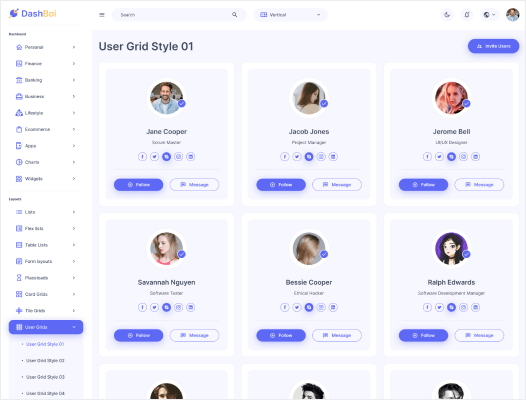 DashBoi
Search
Vertical
Dashboard
Personal
Finance
Banking
Business
Lifestyle
Ecommerce
Apps
Charts
Widgets
Layouts
Lists
Flex lists
Table Lists
Form layouts
Placeloads
Card Grids
Tile Grids
User Grids
User Grid Style 01
User Grid Style 02
User Grid Style 03
User Grid Style 04
User Grid Style 01
Invite Users
Jane Cooper
Scrum Master
Follow
Message
Jacob Jones
Project Manager
Follow
Message
Jerome Bell
UI/UX Designer
Follow
Message
Savannah Nguyen
Software Tester
Follow
Message
Bessie Cooper
Ethical Hacker
Follow
Message
Ralph Edwards
Software Development Manager
Follow
Message